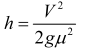 h = V² / 2gμ²